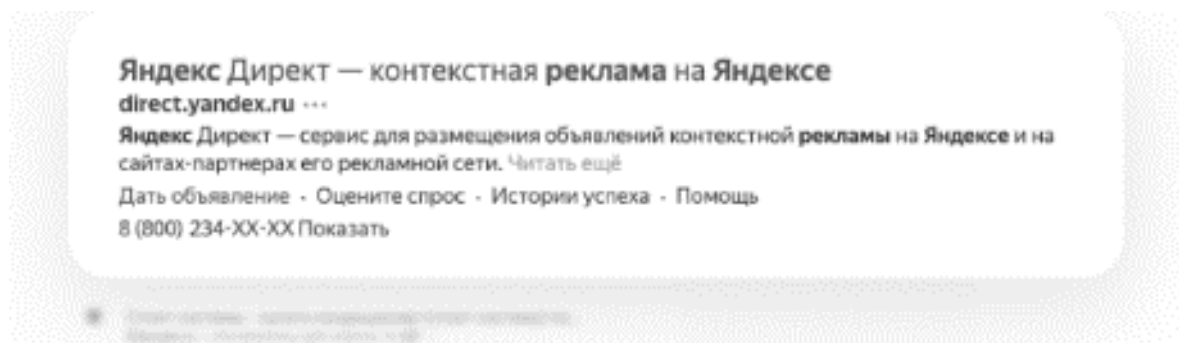 Яндекс Директ — контекстная реклама на Яндексе
direct.yandex.ru ···
Яндекс Директ — сервис для размещения объявлений контекстной рекламы на Яндексе и на
сайтах-партнерах его рекламной сети. Читать ещё
Дать объявление · Оцените спрос · Истории успеха · Помощь
8 (800) 234-XX-XX Показать